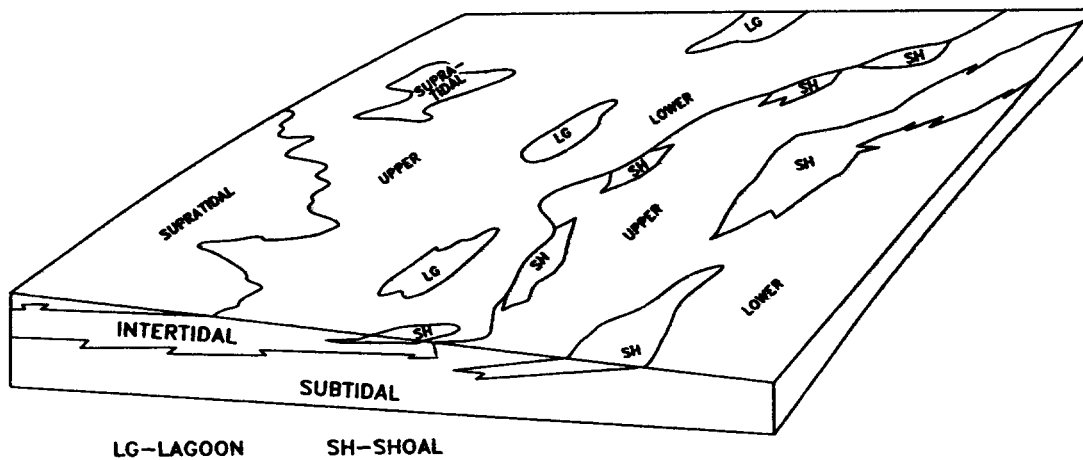 LG
SH
SUPRA-
TIDAL
SH
LOWER
LG
UPPER
SH
SH
SUPRATIDAL
UPPER
SH
LG
LOWER
INTERTIDAL
SH
SH
SUBTIDAL
LG-LAGOON SH-SHOAL